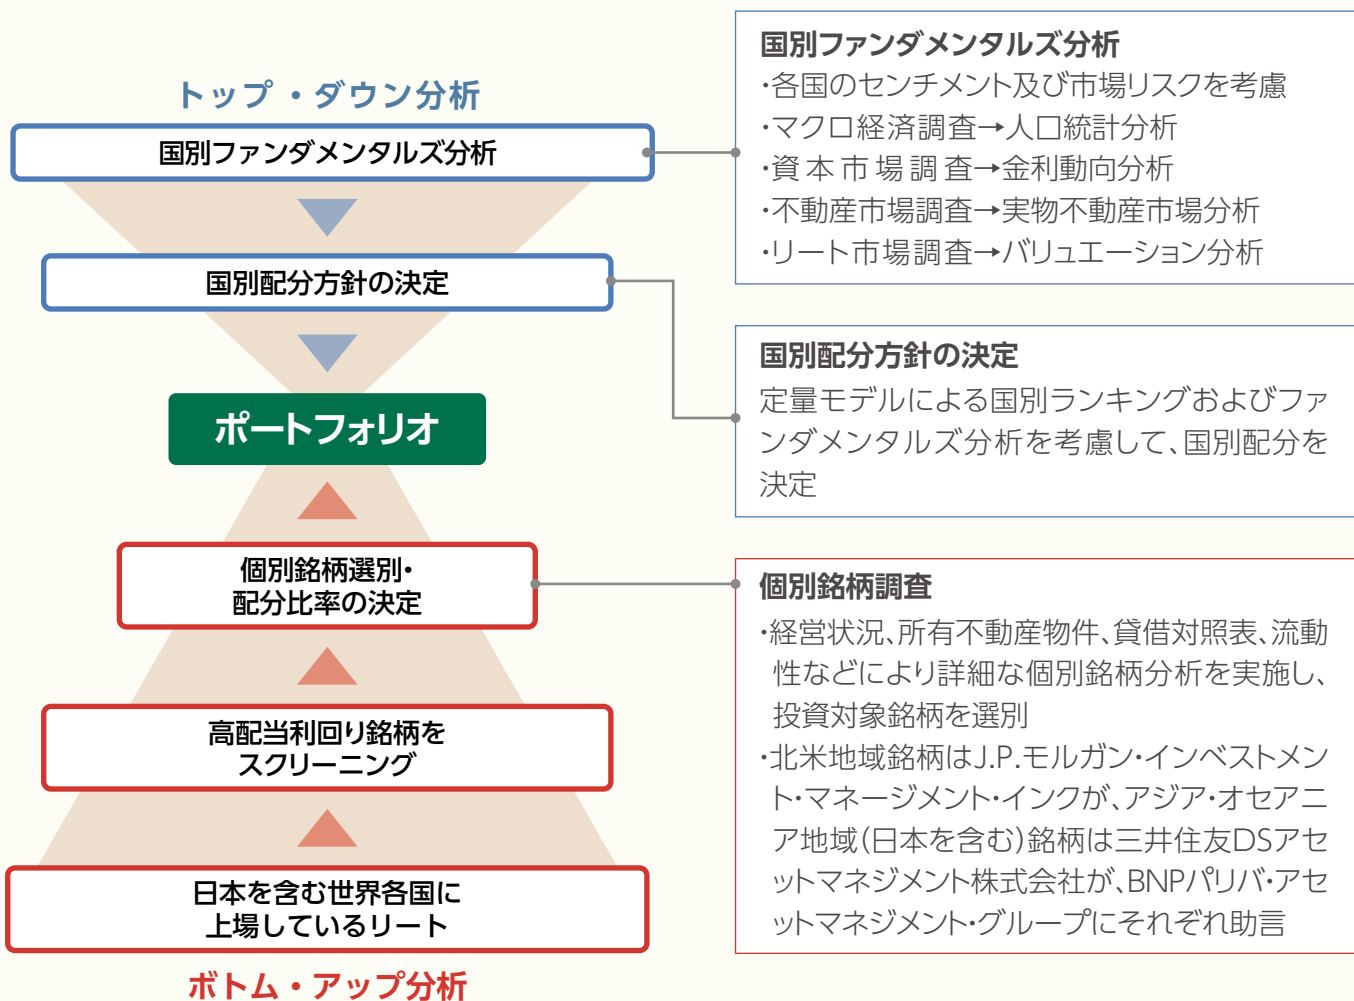 トップ・ダウン分析
国別ファンダメンタルズ分析
国別配分方針の決定
ポートフォリオ
個別銘柄選別・
配分比率の決定
高配当利回り銘柄を
スクリーニング
日本を含む世界各国に
上場しているリート
ボトム・アップ分析
国別ファンダメンタルズ分析
・各国のセンチメント及び市場リスクを考慮
・マクロ経済調査→人口統計分析
・資本市場調査→金利動向分析
・不動産市場調査→実物不動産市場分析
・リート市場調査→バリュエーション分析
国別配分方針の決定
定量モデルによる国別ランキングおよびファ
ンダメンタルズ分析を考慮して、国別配分を
決定
個別銘柄調査
・経営状況、所有不動産物件、貸借対照表、流動
性などにより詳細な個別銘柄分析を実施し、
投資対象銘柄を選別
・北米地域銘柄はJ.P.モルガン・インベストメン
ト・マネージメント・インクが、アジア・オセアニ
ア地域(日本を含む)銘柄は三井住友DSアセ
ットマネジメント株式会社が、BNPパリバ・アセ
ットマネジメント・グループにそれぞれ助言